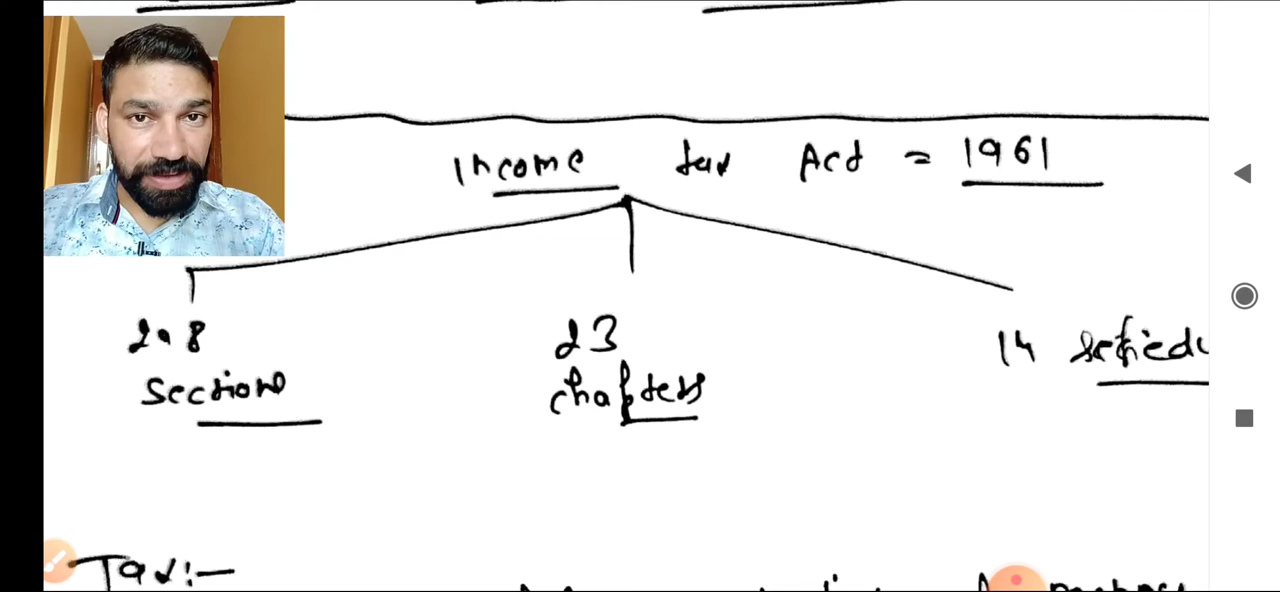 Income tax Act = 1961
298 Sections
23 chapters
14
Tax:-